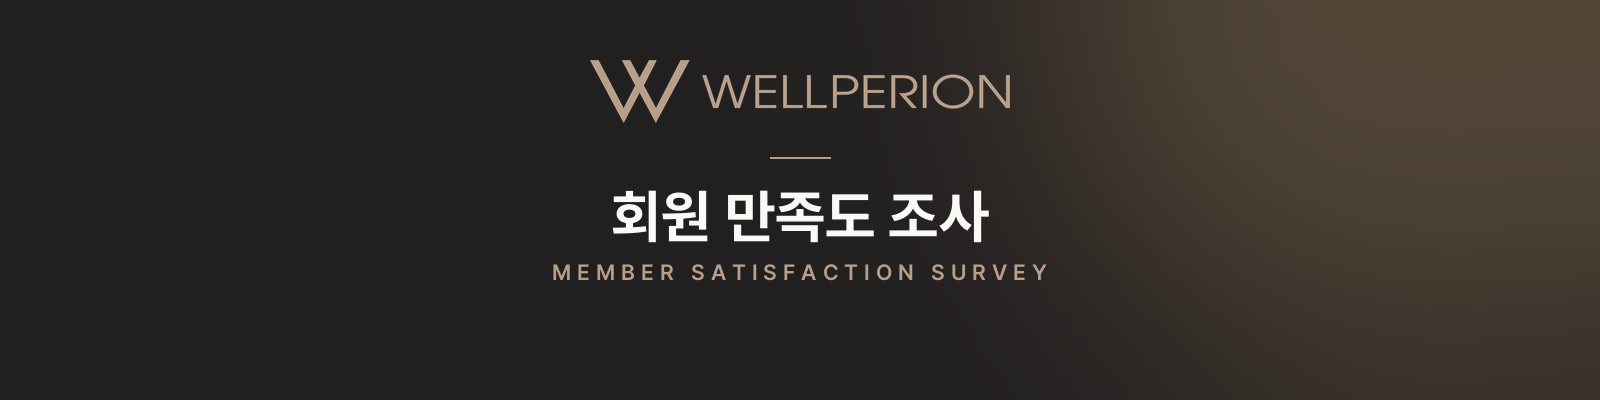 WELLPERION
회원 만족도 조사
MEMBER SATISFACTION SURVEY